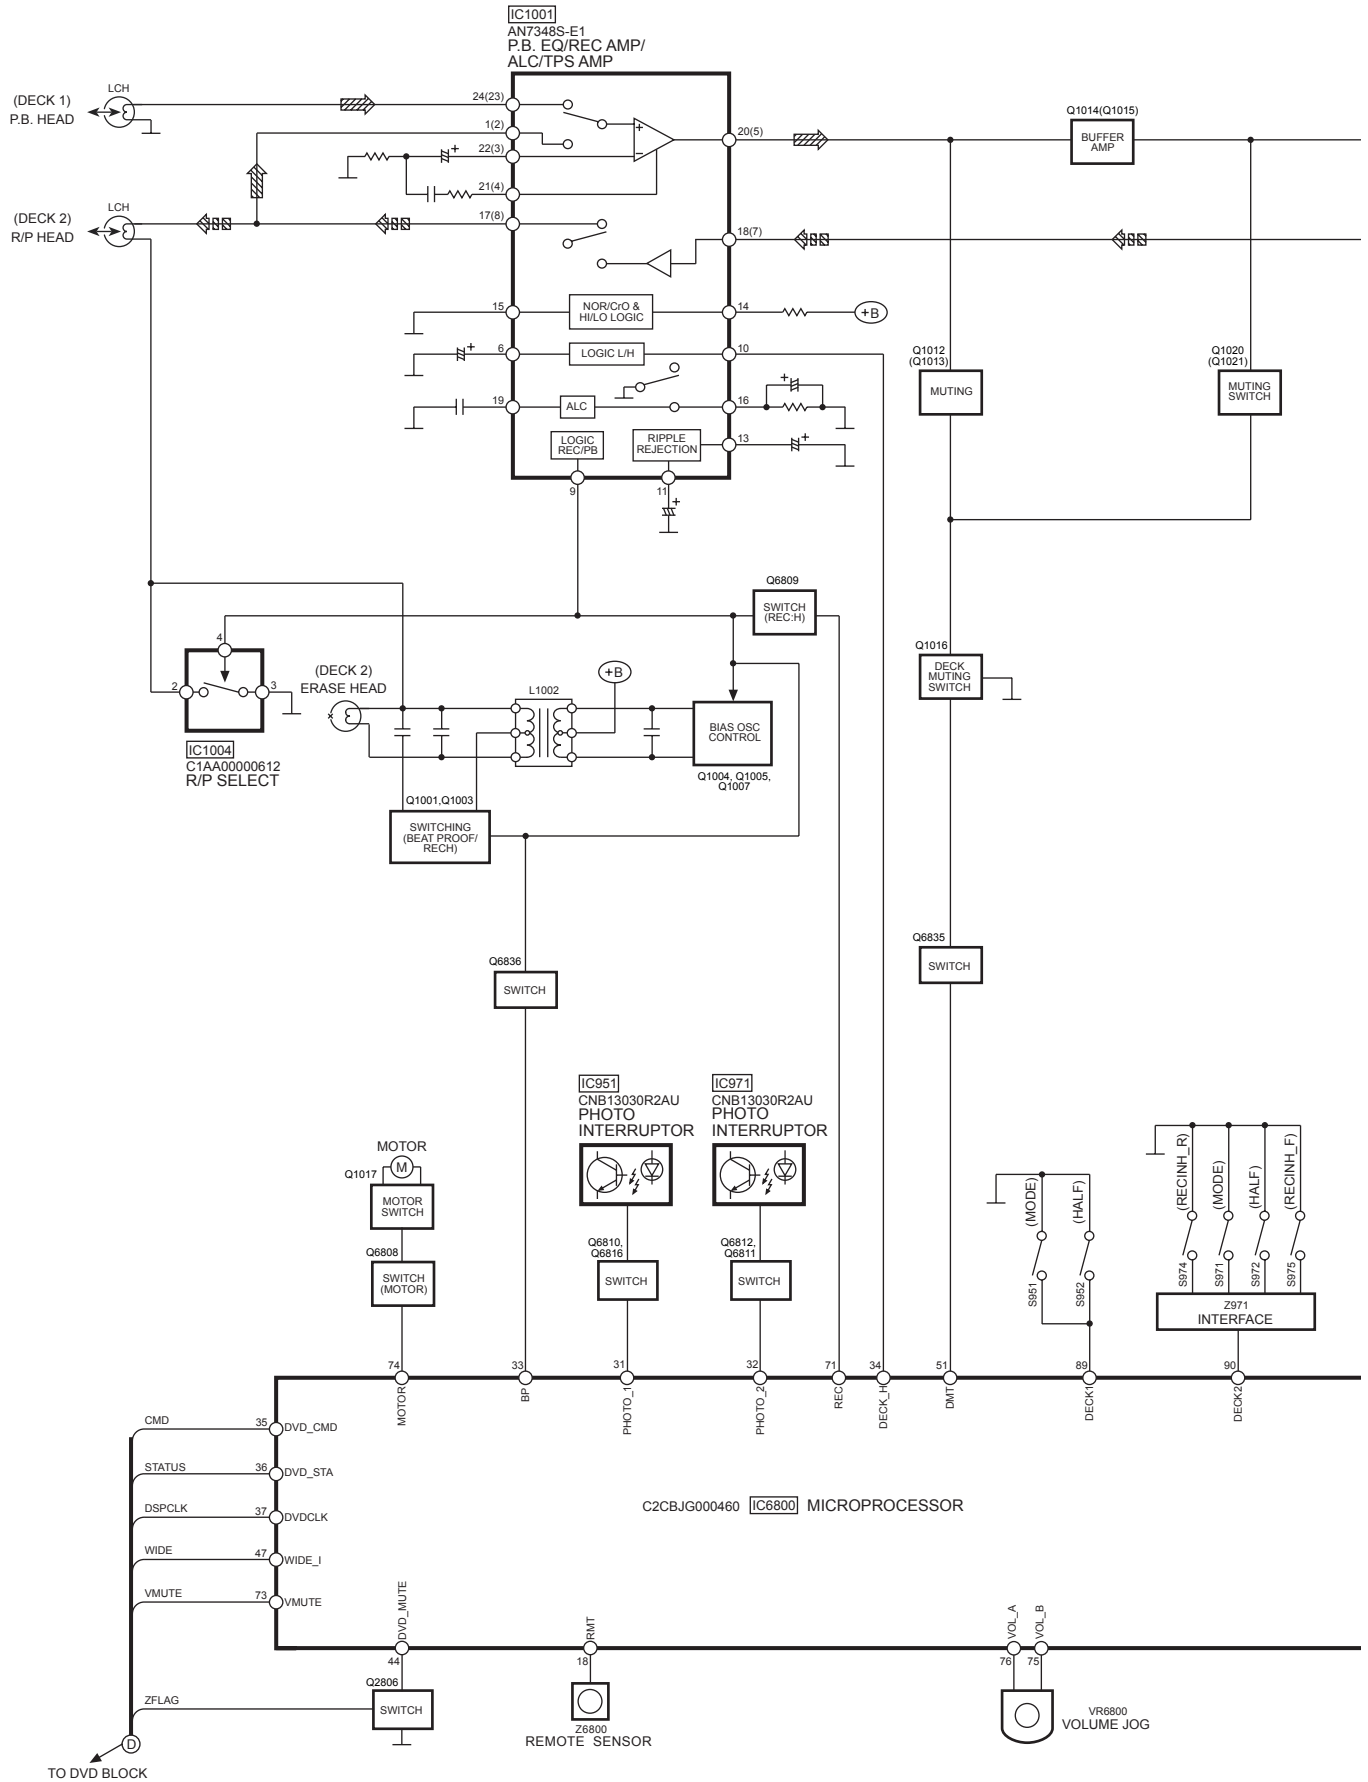 IC1001
AN7348S-E1
P.B. EQ/REC AMP/
ALC/TPS AMP
(DECK 1)
P.B. HEAD
LCH
24(23)
1(2)
22(3)
+
21(4)
17(8)
+
−
20(5)
18(7)
Q1014(Q1015)
BUFFER
AMP
(DECK 2)
R/P HEAD
LCH
15
NOR/CrO &
HI/LO LOGIC
14
+B
6
+
LOGIC L/H
10
19
ALC
16
+
LOGIC
REC/PB
RIPPLE
REJECTION
13
+
9
11
+
Q1012
(Q1013)
MUTING
Q1020
(Q1021)
MUTING
SWITCH
Q6809
SWITCH
(REC:H)
Q1016
DECK
MUTING
SWITCH
4
2
3
IC1004
C1AA00000612
R/P SELECT
(DECK 2)
ERASE HEAD
L1002
+B
BIAS OSC
CONTROL
Q1004, Q1005,
Q1007
Q1001,Q1003
SWITCHING
(BEAT PROOF/
RECH)
Q6836
SWITCH
Q6835
SWITCH
IC951
CNB13030R2AU
PHOTO
INTERRUPTOR
IC971
CNB13030R2AU
PHOTO
INTERRUPTOR
MOTOR
M
Q1017
MOTOR
SWITCH
Q6808
SWITCH
(MOTOR)
Q6810,
Q6816
SWITCH
Q6812,
Q6811
SWITCH
(MODE)
(HALF)
S951
S952
(RECINH_R)
(MODE)
(HALF)
(RECINH_F)
S974
S971
S972
S975
Z971
INTERFACE
74
33
31
32
71
34
51
89
90
MOTOR
BP
PHOTO_1
PHOTO_2
REC
DECK_H
DMT
DECK1
DECK2
CMD
35
DVD_CMD
STATUS
36
DVD_STA
DSPCLK
37
DVDCLK
WIDE
47
WIDE_I
VMUTE
73
VMUTE
C2CBJG000460 IC6800 MICROPROCESSOR
DVD_MUTE
44
RMT
18
VOL_A
VOL_B
76
75
Q2806
SWITCH
ZFLAG
Z6800
REMOTE SENSOR
VR6800
VOLUME JOG
D
TO DVD BLOCK